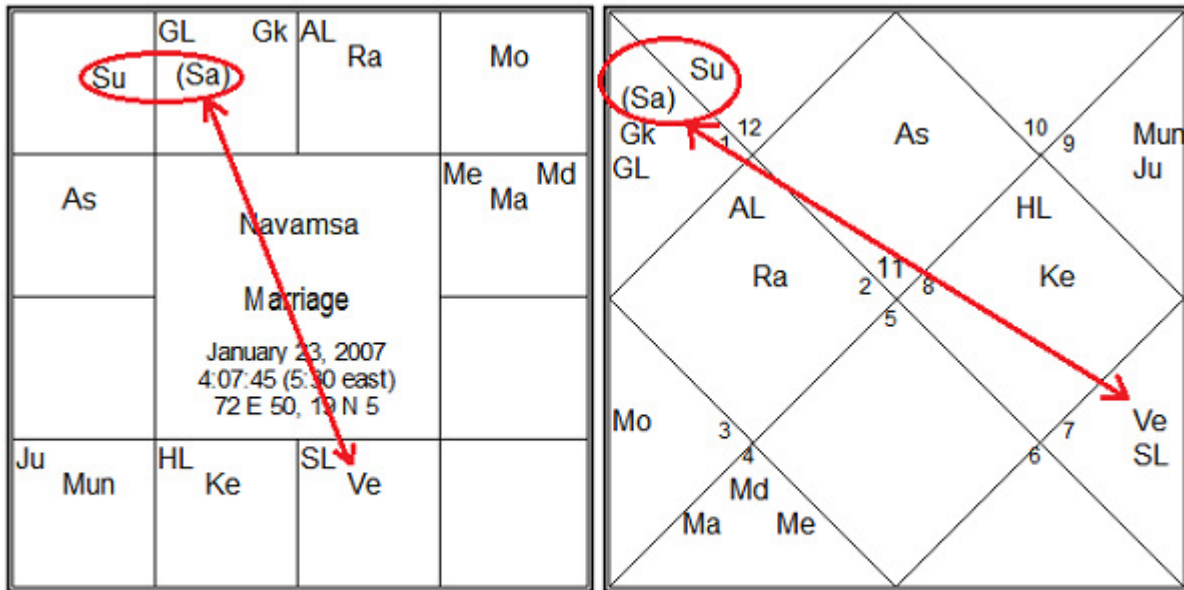 GL Gk AL
Su (Sa) Ra Mo
As
Me Md
Ma
Navamsa
Marriage
January 23, 2007
4:07:45 (5:30 east)
72 E 50, 19 N 5
Ju HL SL
Mun Ke Ve
Su
(Sa)
Gk
GL
12
1
As
10
9
Mun
Ju
AL
HL
Ra
11
2
8
Ke
5
Mo
3
4
7
6
Ve
SL
Md
Ma Me